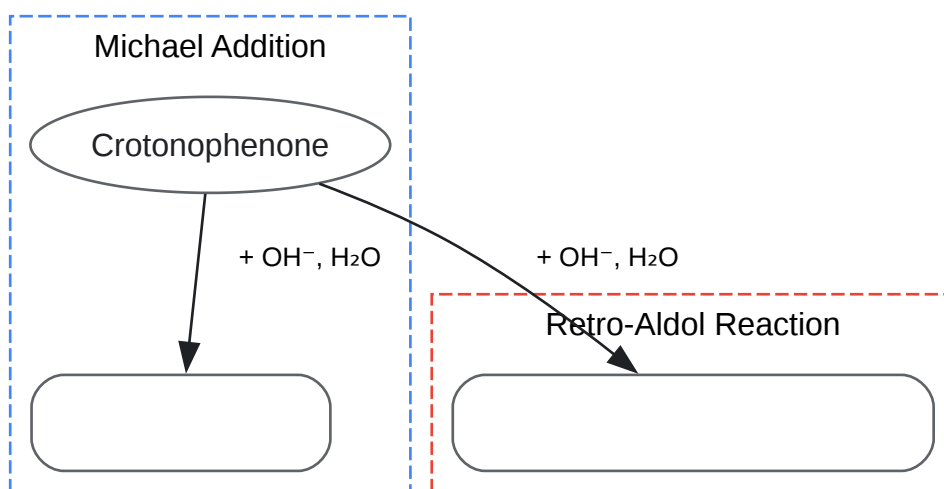 Michael Addition
Crotonophenone
+ OH⁻, H₂O
+ OH⁻, H₂O
Retro-Aldol Reaction